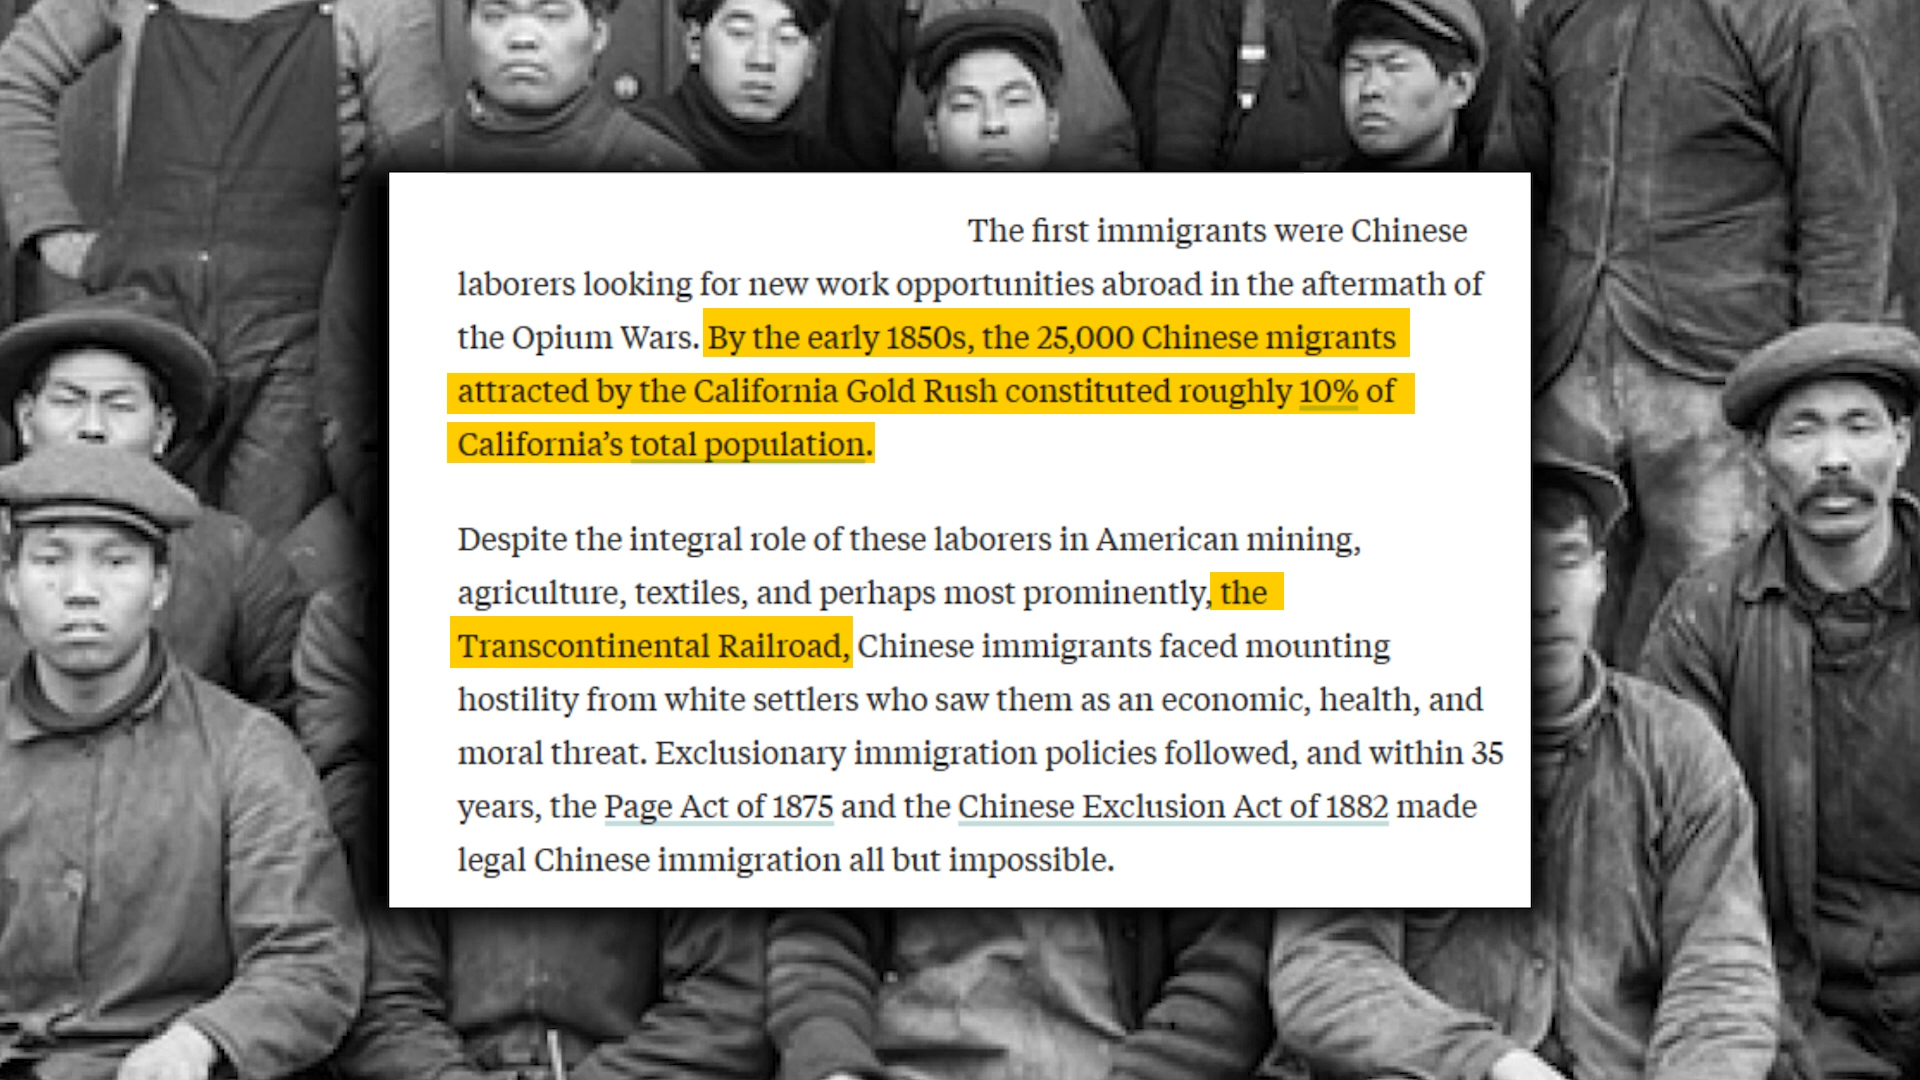 The first immigrants were Chinese
laborers looking for new work opportunities abroad in the aftermath of
the Opium Wars. By the early 1850s, the 25,000 Chinese migrants
attracted by the California Gold Rush constituted roughly 10% of
California’s total population.
Despite the integral role of these laborers in American mining,
agriculture, textiles, and perhaps most prominently, the
Transcontinental Railroad, Chinese immigrants faced mounting
hostility from white settlers who saw them as an economic, health, and
moral threat. Exclusionary immigration policies followed, and within 35
years, the Page Act of 1875 and the Chinese Exclusion Act of 1882 made
legal Chinese immigration all but impossible.